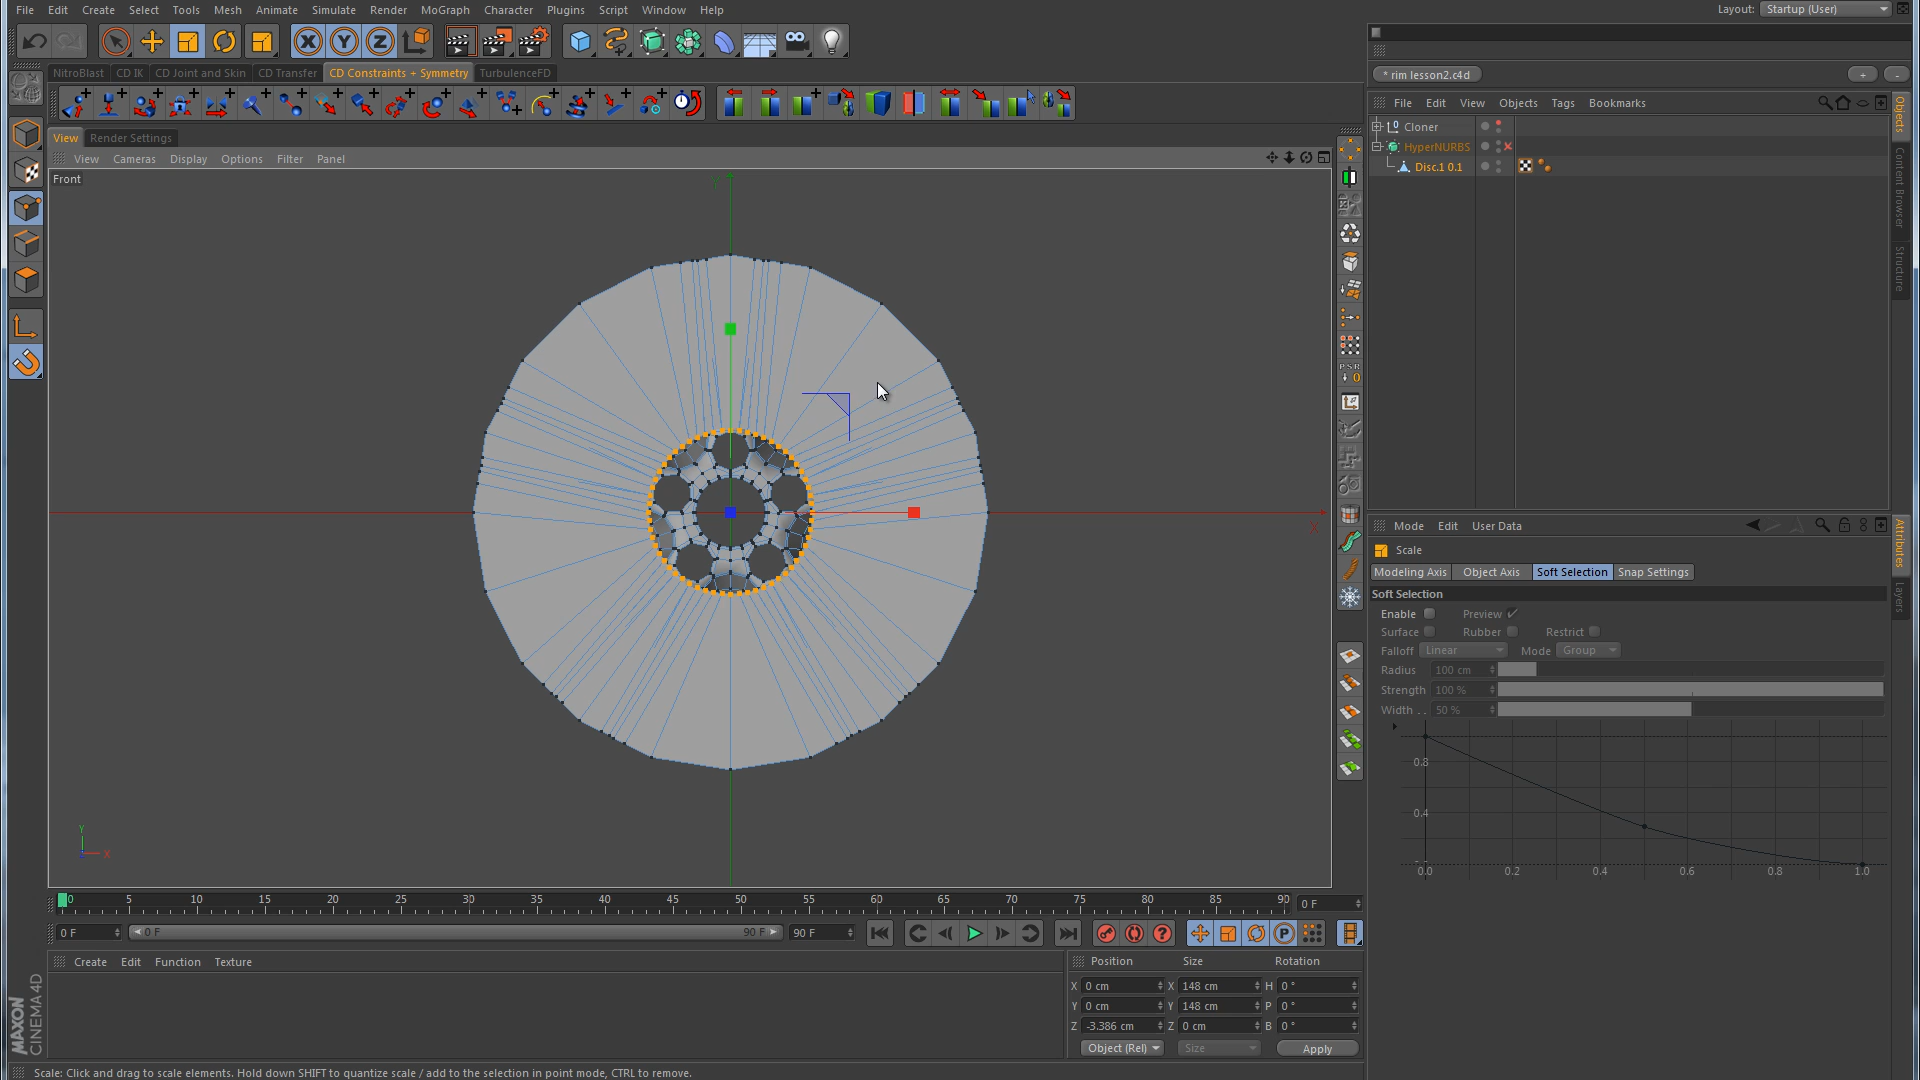 File Edit Create Select Tools Mesh Animate Simulate Render MoGraph Character Plugins Script Window Help
Layout: Startup (User)
NitroBlast CD IK CD Joint and Skin CD Transfer CD Constraints + Symmetry TurbulenceFD
* rim lesson2.c4d + -
File Edit View Objects Tags Bookmarks
Cloner
HyperNURBS
Disc.1 0.1
Objects
Content Browser
Structure
View Render Settings
View Cameras Display Options Filter Panel
Front
Y
X
Y
X
PSR
0
Mode Edit User Data
Scale
Modeling Axis Object Axis Soft Selection Snap Settings
Soft Selection
Enable Preview
Surface Rubber Restrict
Falloff Linear Mode Group
Radius 100 cm
Strength 100 %
Width . . 50 %
0.8
0.4
0.0 0.2 0.4 0.6 0.8 1.0
Attributes
Layers
0 5 10 15 20 25 30 35 40 45 50 55 60 65 70 75 80 85 90 0 F
0 F 0 F 90 F 90 F
Create Edit Function Texture
Position Size Rotation
X 0 cm X 148 cm H 0 °
Y 0 cm Y 148 cm P 0 °
Z -3.386 cm Z 0 cm B 0 °
Object (Rel) Size Apply
MAXON
CINEMA 4D
Scale: Click and drag to scale elements. Hold down SHIFT to quantize scale / add to the selection in point mode, CTRL to remove.